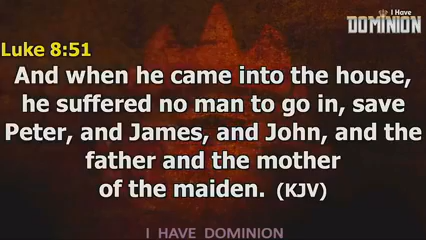 I Have
DOMINION
Luke 8:51
And when he came into the house,
he suffered no man to go in, save
Peter, and James, and John, and the
father and the mother
of the maiden. (KJV)
I HAVE DOMINION